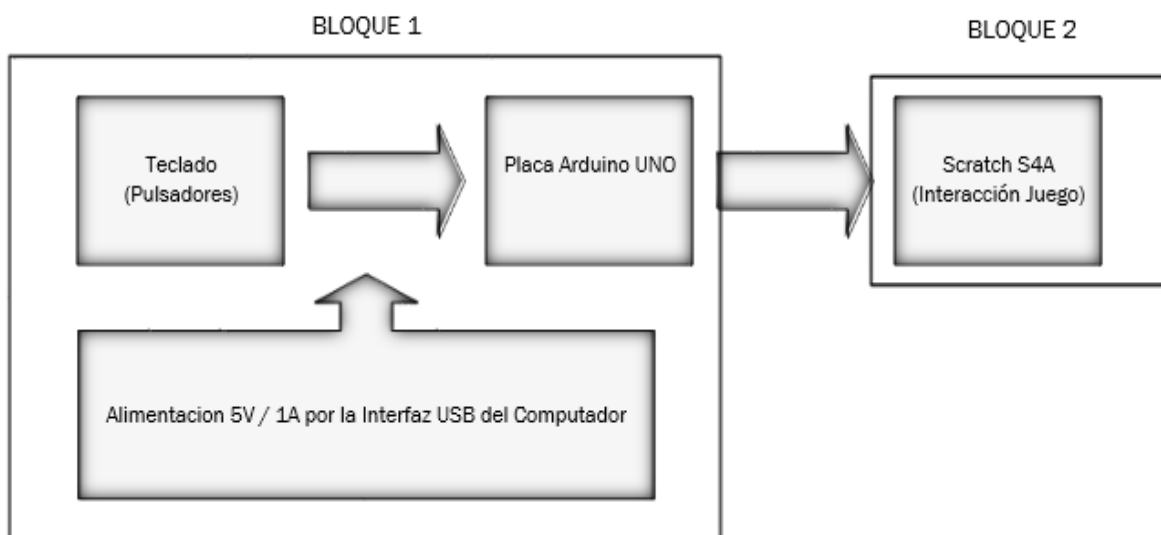 BLOQUE 1
BLOQUE 2
Teclado
(Pulsadores)
Placa Arduino UNO
Scratch S4A
(Interacción Juego)
Alimentacion 5V / 1A por la Interfaz USB del Computador